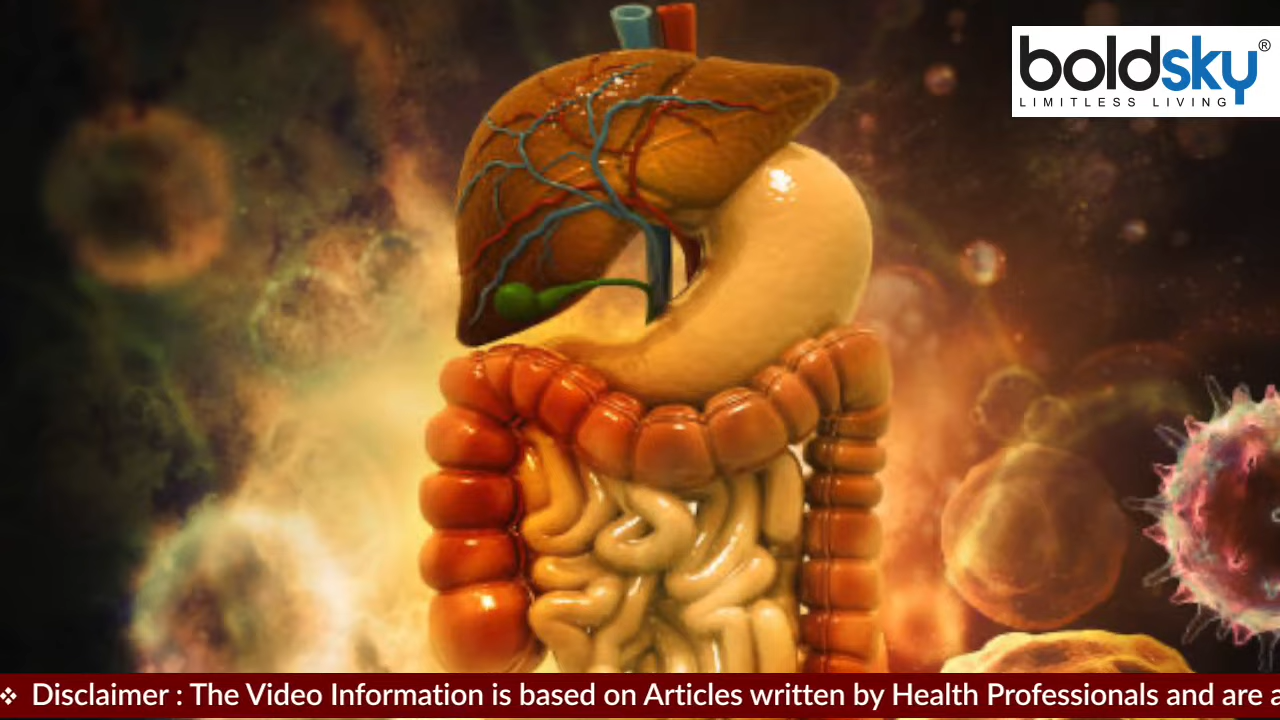 boldsky®
LIMITLESS LIVING
❖ Disclaimer : The Video Information is based on Articles written by Health Professionals and are a